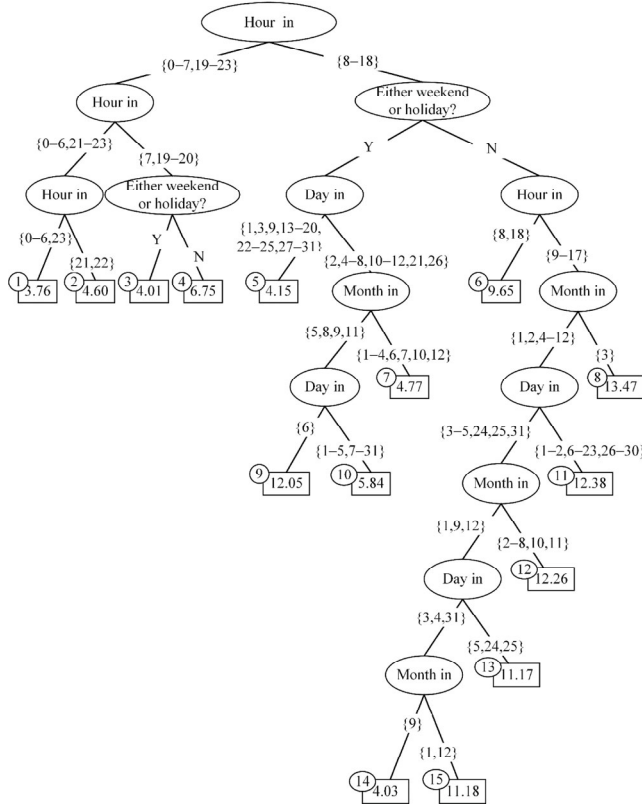 Hour in
{0–7,19–23}
{8–18}
Hour in
Either weekend
or holiday?
{0–6,21–23}
{7,19–20}
Y
N
Hour in
Either weekend
or holiday?
Day in
Hour in
{0–6,23}
{21,22}
Y
N
{1,3,9,13–20,
22–25,27–31}
{2,4–8,10–12,21,26}
{8,18}
{9–17}
1
3.76
2
4.60
3
4.01
4
6.75
5
4.15
Month in
6
9.65
Month in
{5,8,9,11}
{1–4,6,7,10,12}
{1,2,4–12}
{3}
Day in
7
4.77
Day in
8
13.47
{6}
{1–5,7–31}
{3–5,24,25,31}
{1–2,6–23,26–30}
9
12.05
10
5.84
Month in
11
12.38
{1,9,12}
{2–8,10,11}
Day in
12
12.26
{3,4,31}
{5,24,25}
Month in
13
11.17
{9}
{1,12}
14
4.03
15
11.18